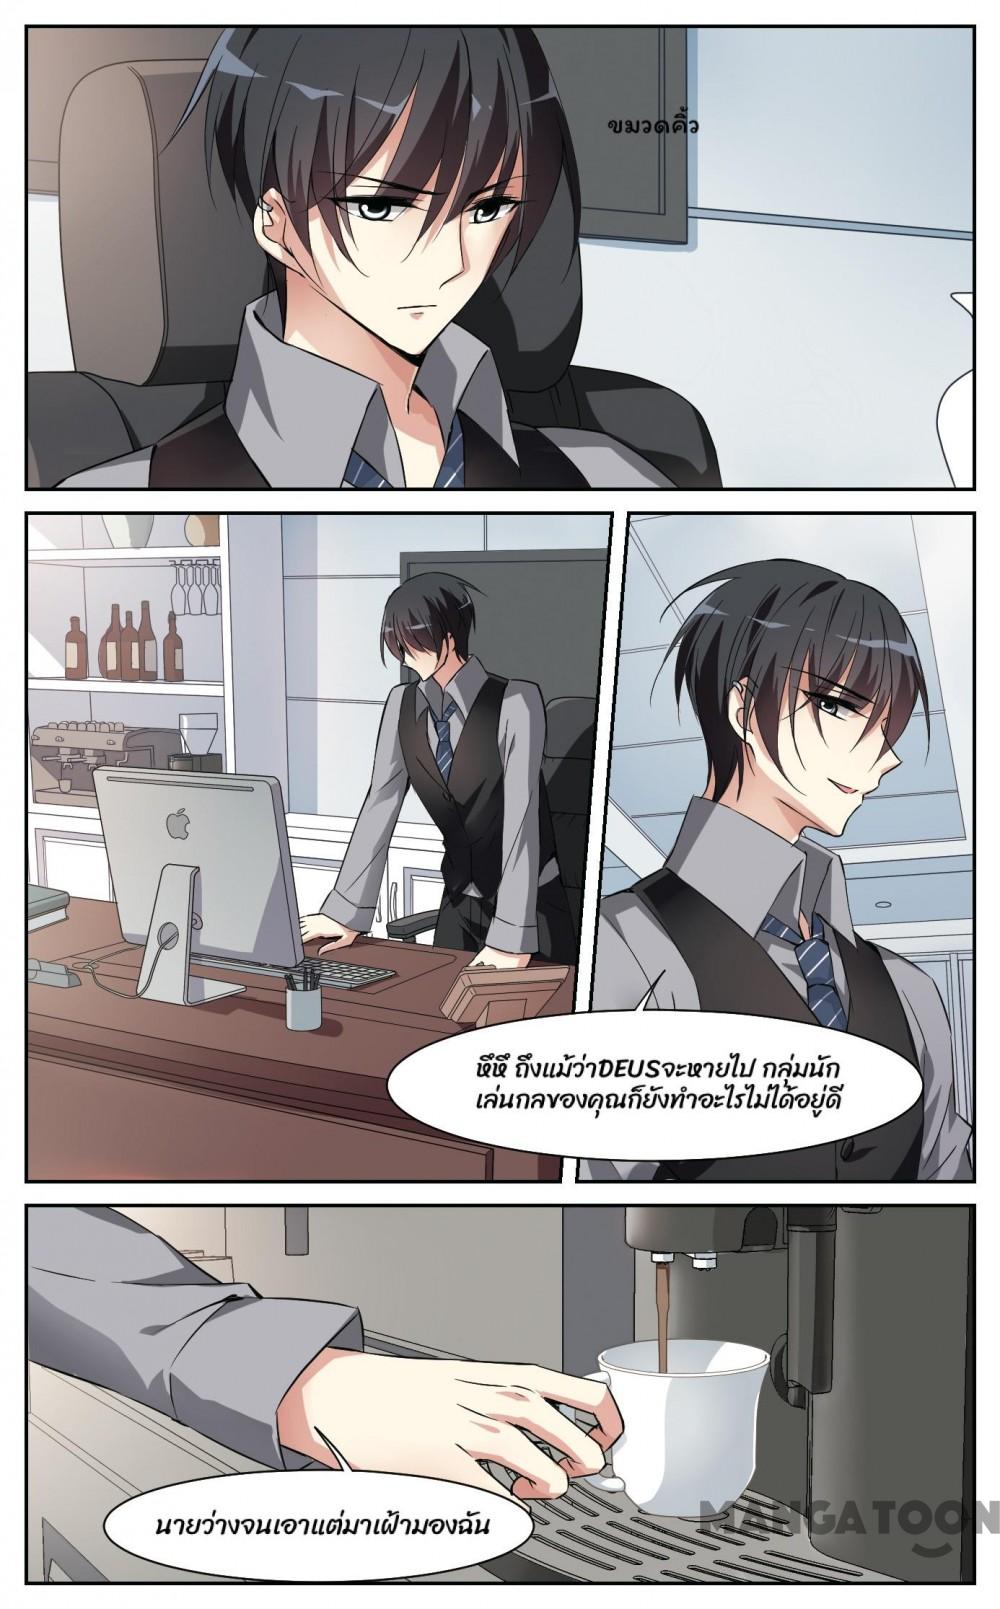 ขมวดคิ้ว
หึหึ ถึงแม้ว่าDEUSจะหายไป กลุ่มนัก
เล่นกลของคุณก็ยังทำอะไรไม่ได้อยู่ดี
นายว่างจนเอาแต่มาเฝ้ามองฉัน
MANGATOON